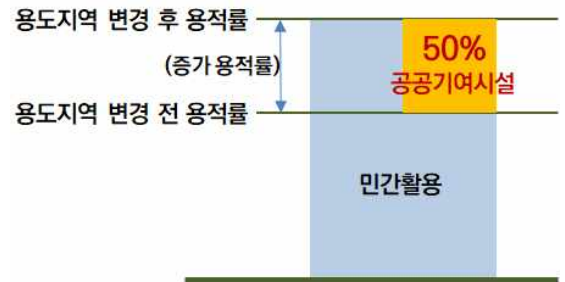 용도지역 변경 후 용적률
(증가 용적률)
50%
공공기여시설
용도지역 변경 전 용적률
민간활용